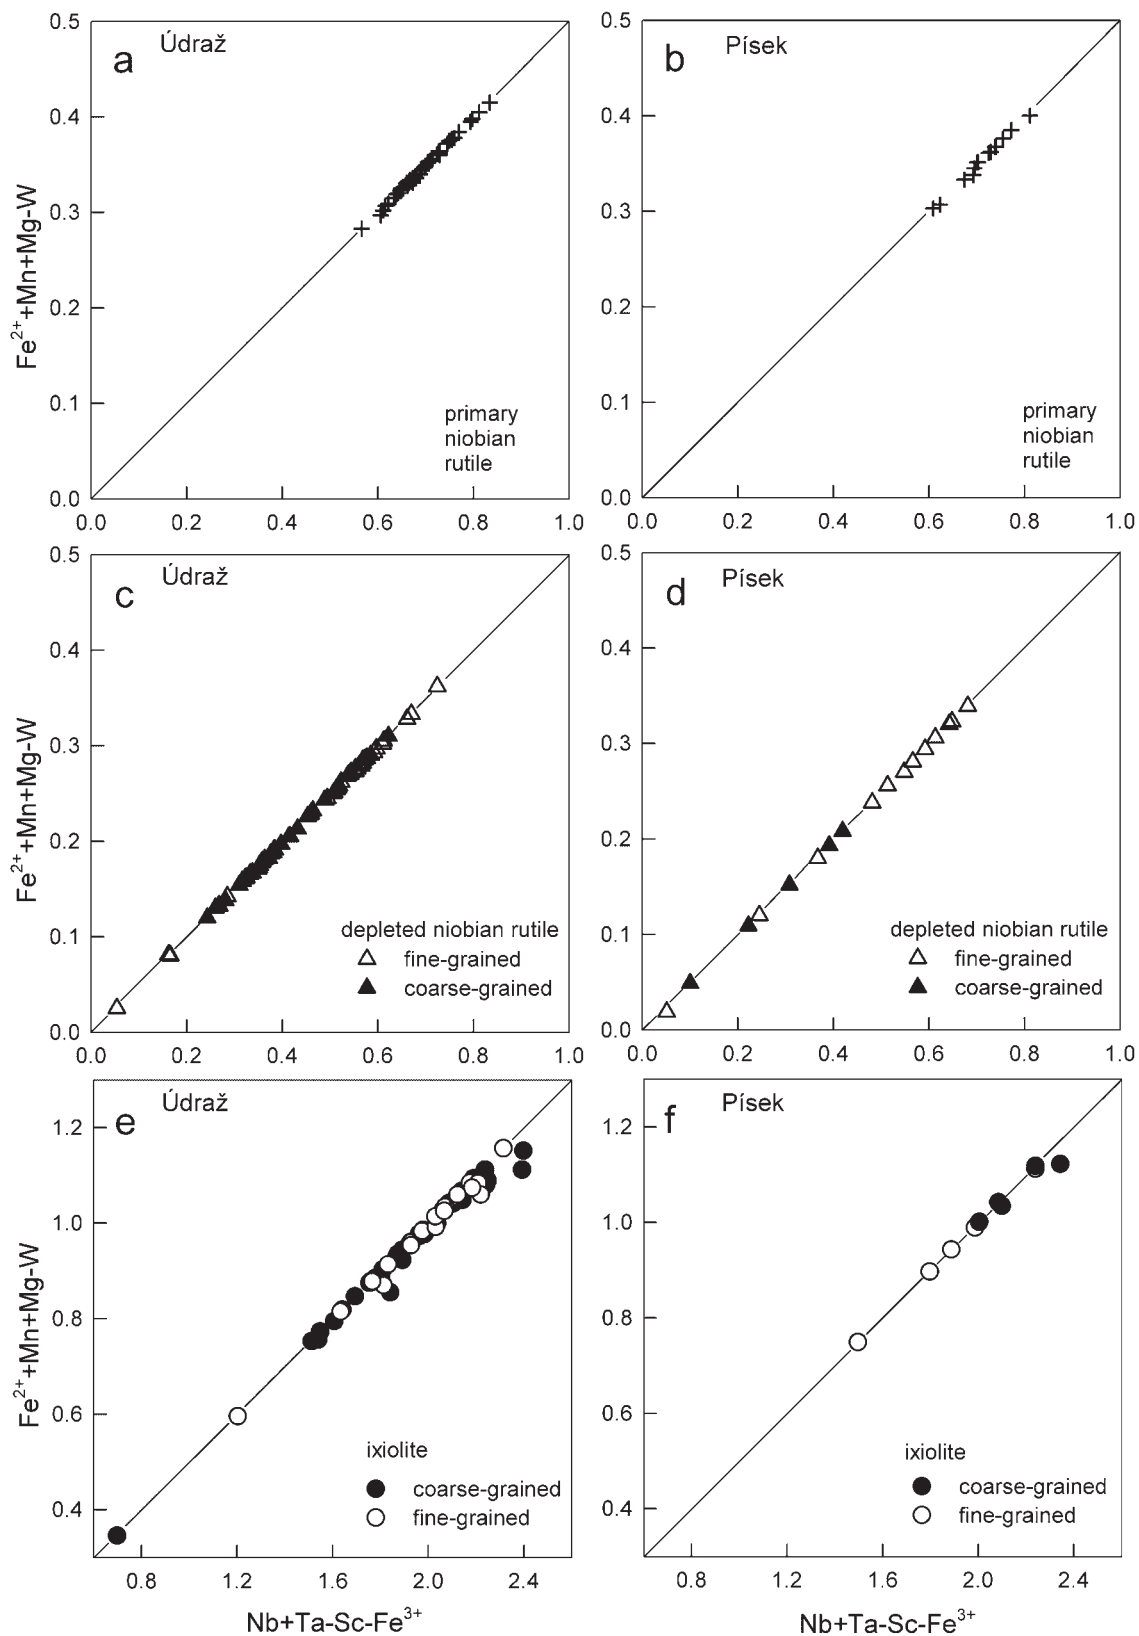 a
Údraž
0.5
0.4
0.3
0.2
0.1
0.0
Fe2++Mn+Mg-W
primary
niobian
rutile
0.0 0.2 0.4 0.6 0.8 1.0
b
Písek
0.5
0.4
0.3
0.2
0.1
0.0
primary
niobian
rutile
0.0 0.2 0.4 0.6 0.8 1.0
c
Údraž
0.5
0.4
0.3
0.2
0.1
0.0
Fe2++Mn+Mg-W
depleted niobian rutile
fine-grained
coarse-grained
0.0 0.2 0.4 0.6 0.8 1.0
d
Písek
0.5
0.4
0.3
0.2
0.1
0.0
depleted niobian rutile
fine-grained
coarse-grained
0.0 0.2 0.4 0.6 0.8 1.0
e
Údraž
1.2
1.0
0.8
0.6
0.4
Fe2++Mn+Mg-W
ixiolite
coarse-grained
fine-grained
0.8 1.2 1.6 2.0 2.4
Nb+Ta-Sc-Fe3+
f
Písek
1.2
1.0
0.8
0.6
0.4
ixiolite
coarse-grained
fine-grained
0.8 1.2 1.6 2.0 2.4
Nb+Ta-Sc-Fe3+